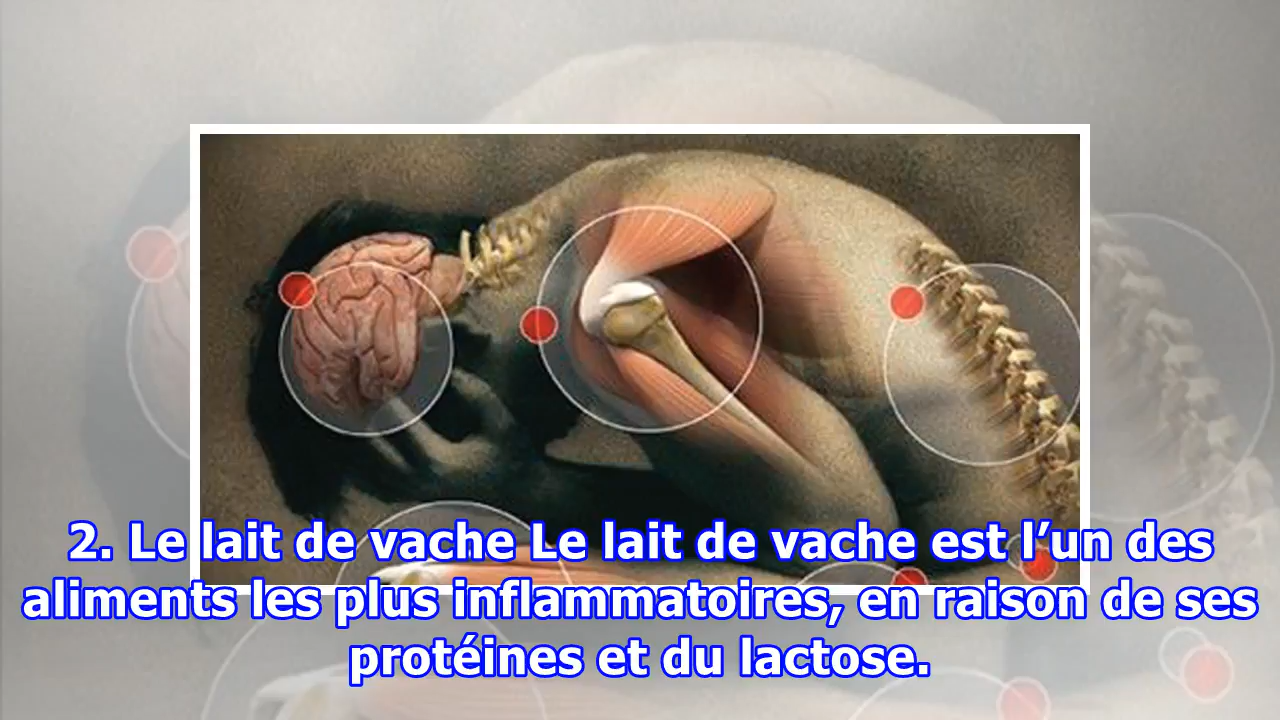 2. Le lait de vache Le lait de vache est l’un des
aliments les plus inflammatoires, en raison de ses
protéines et du lactose.